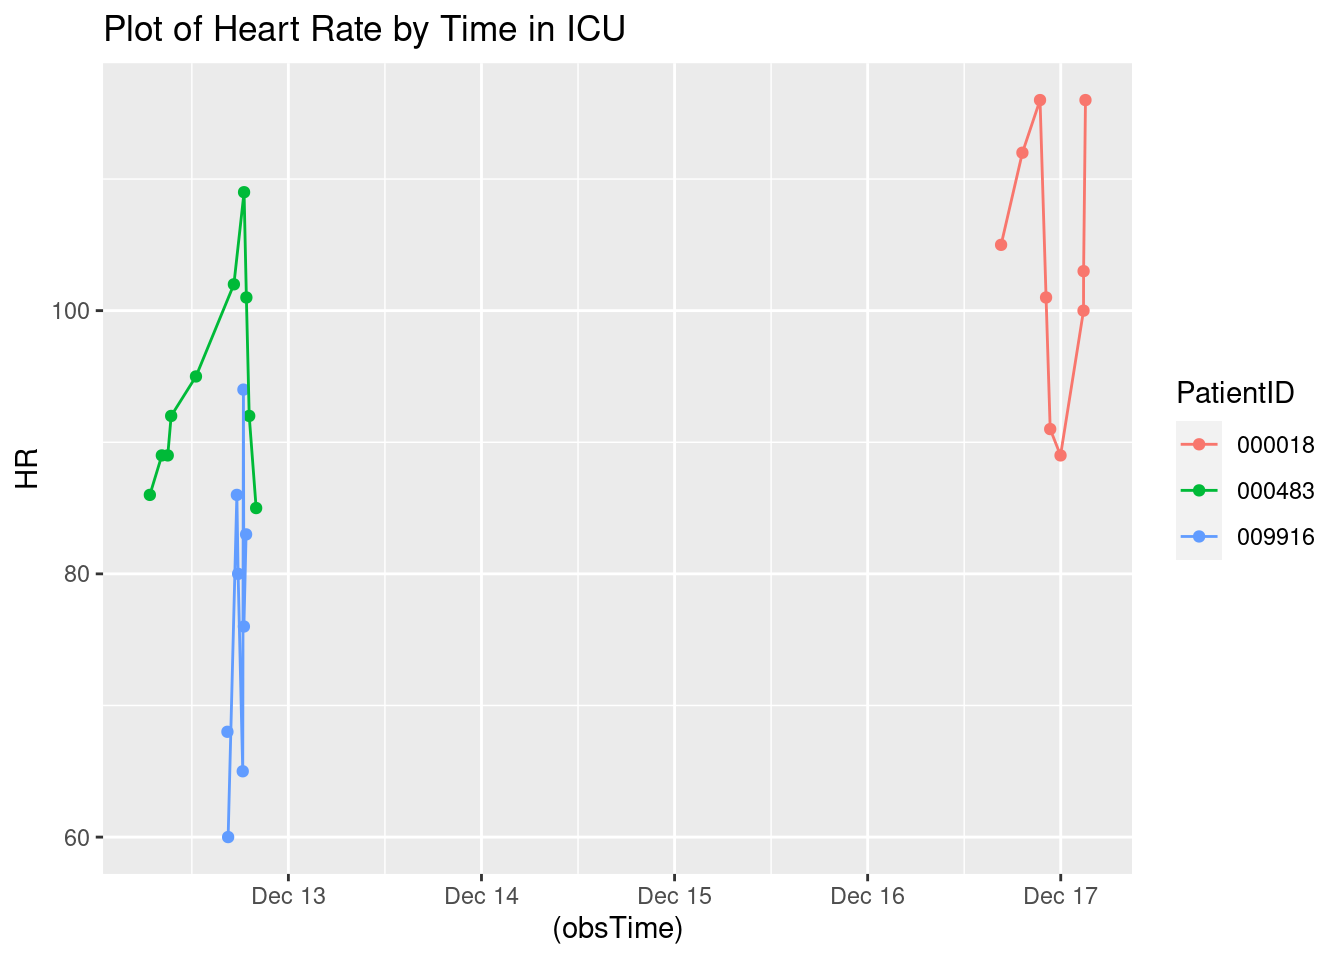 Plot of Heart Rate by Time in ICU
HR
100
80
60
Dec 13
Dec 14
Dec 15
Dec 16
Dec 17
(obsTime)
PatientID
000018
000483
009916